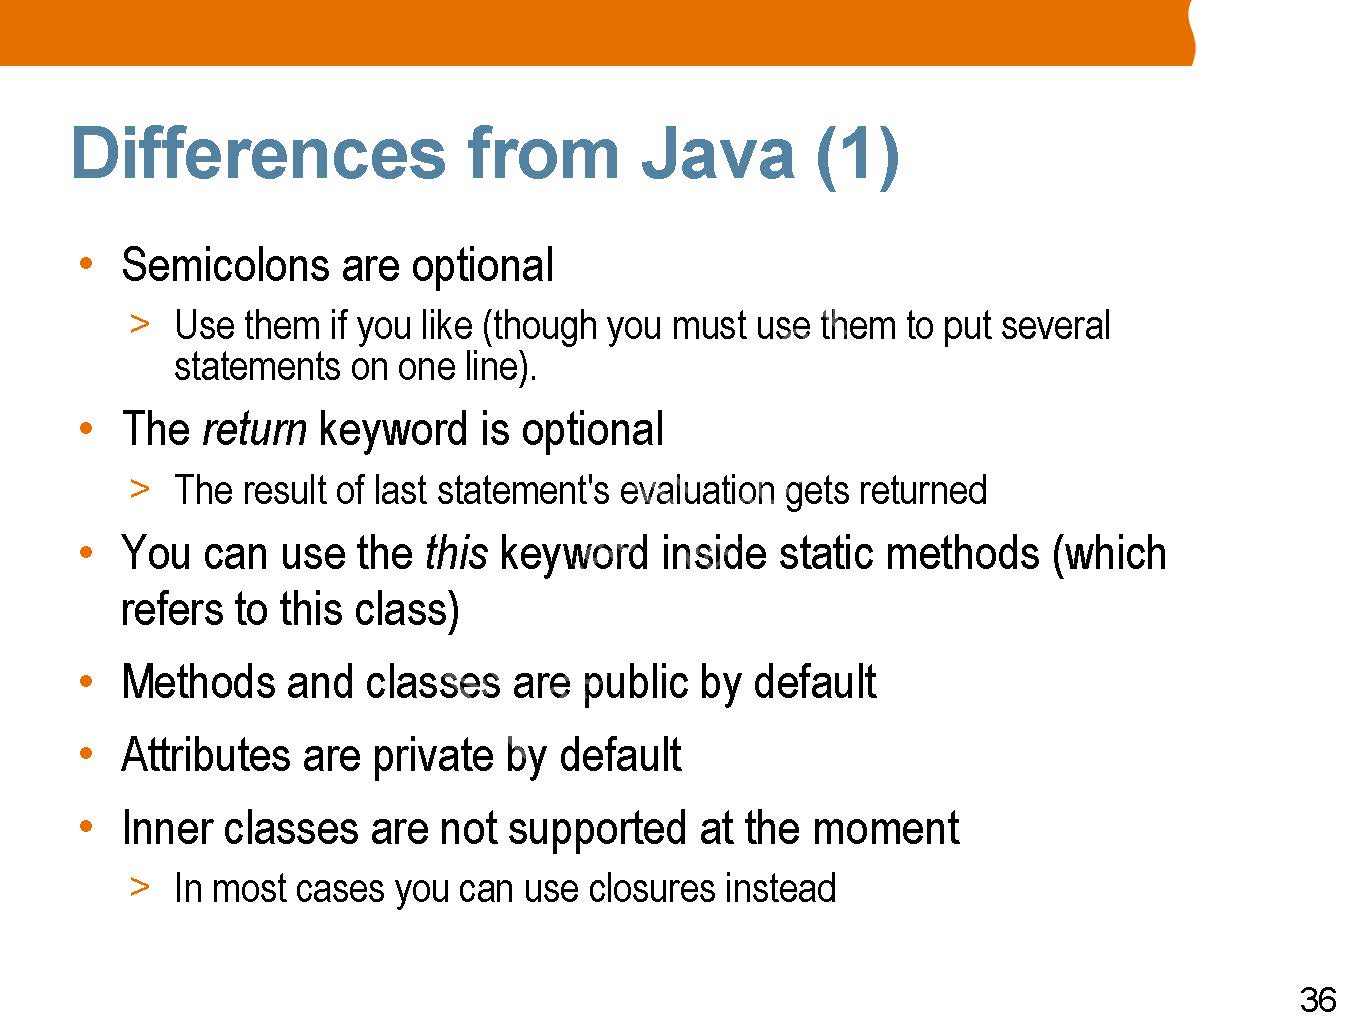 Differences from Java (1)
• Semicolons are optional
> Use them if you like (though you must use them to put several
statements on one line).
• The return keyword is optional
> The result of last statement's evaluation gets returned
• You can use the this keyword inside static methods (which
refers to this class)
• Methods and classes are public by default
• Attributes are private by default
• Inner classes are not supported at the moment
> In most cases you can use closures instead
36